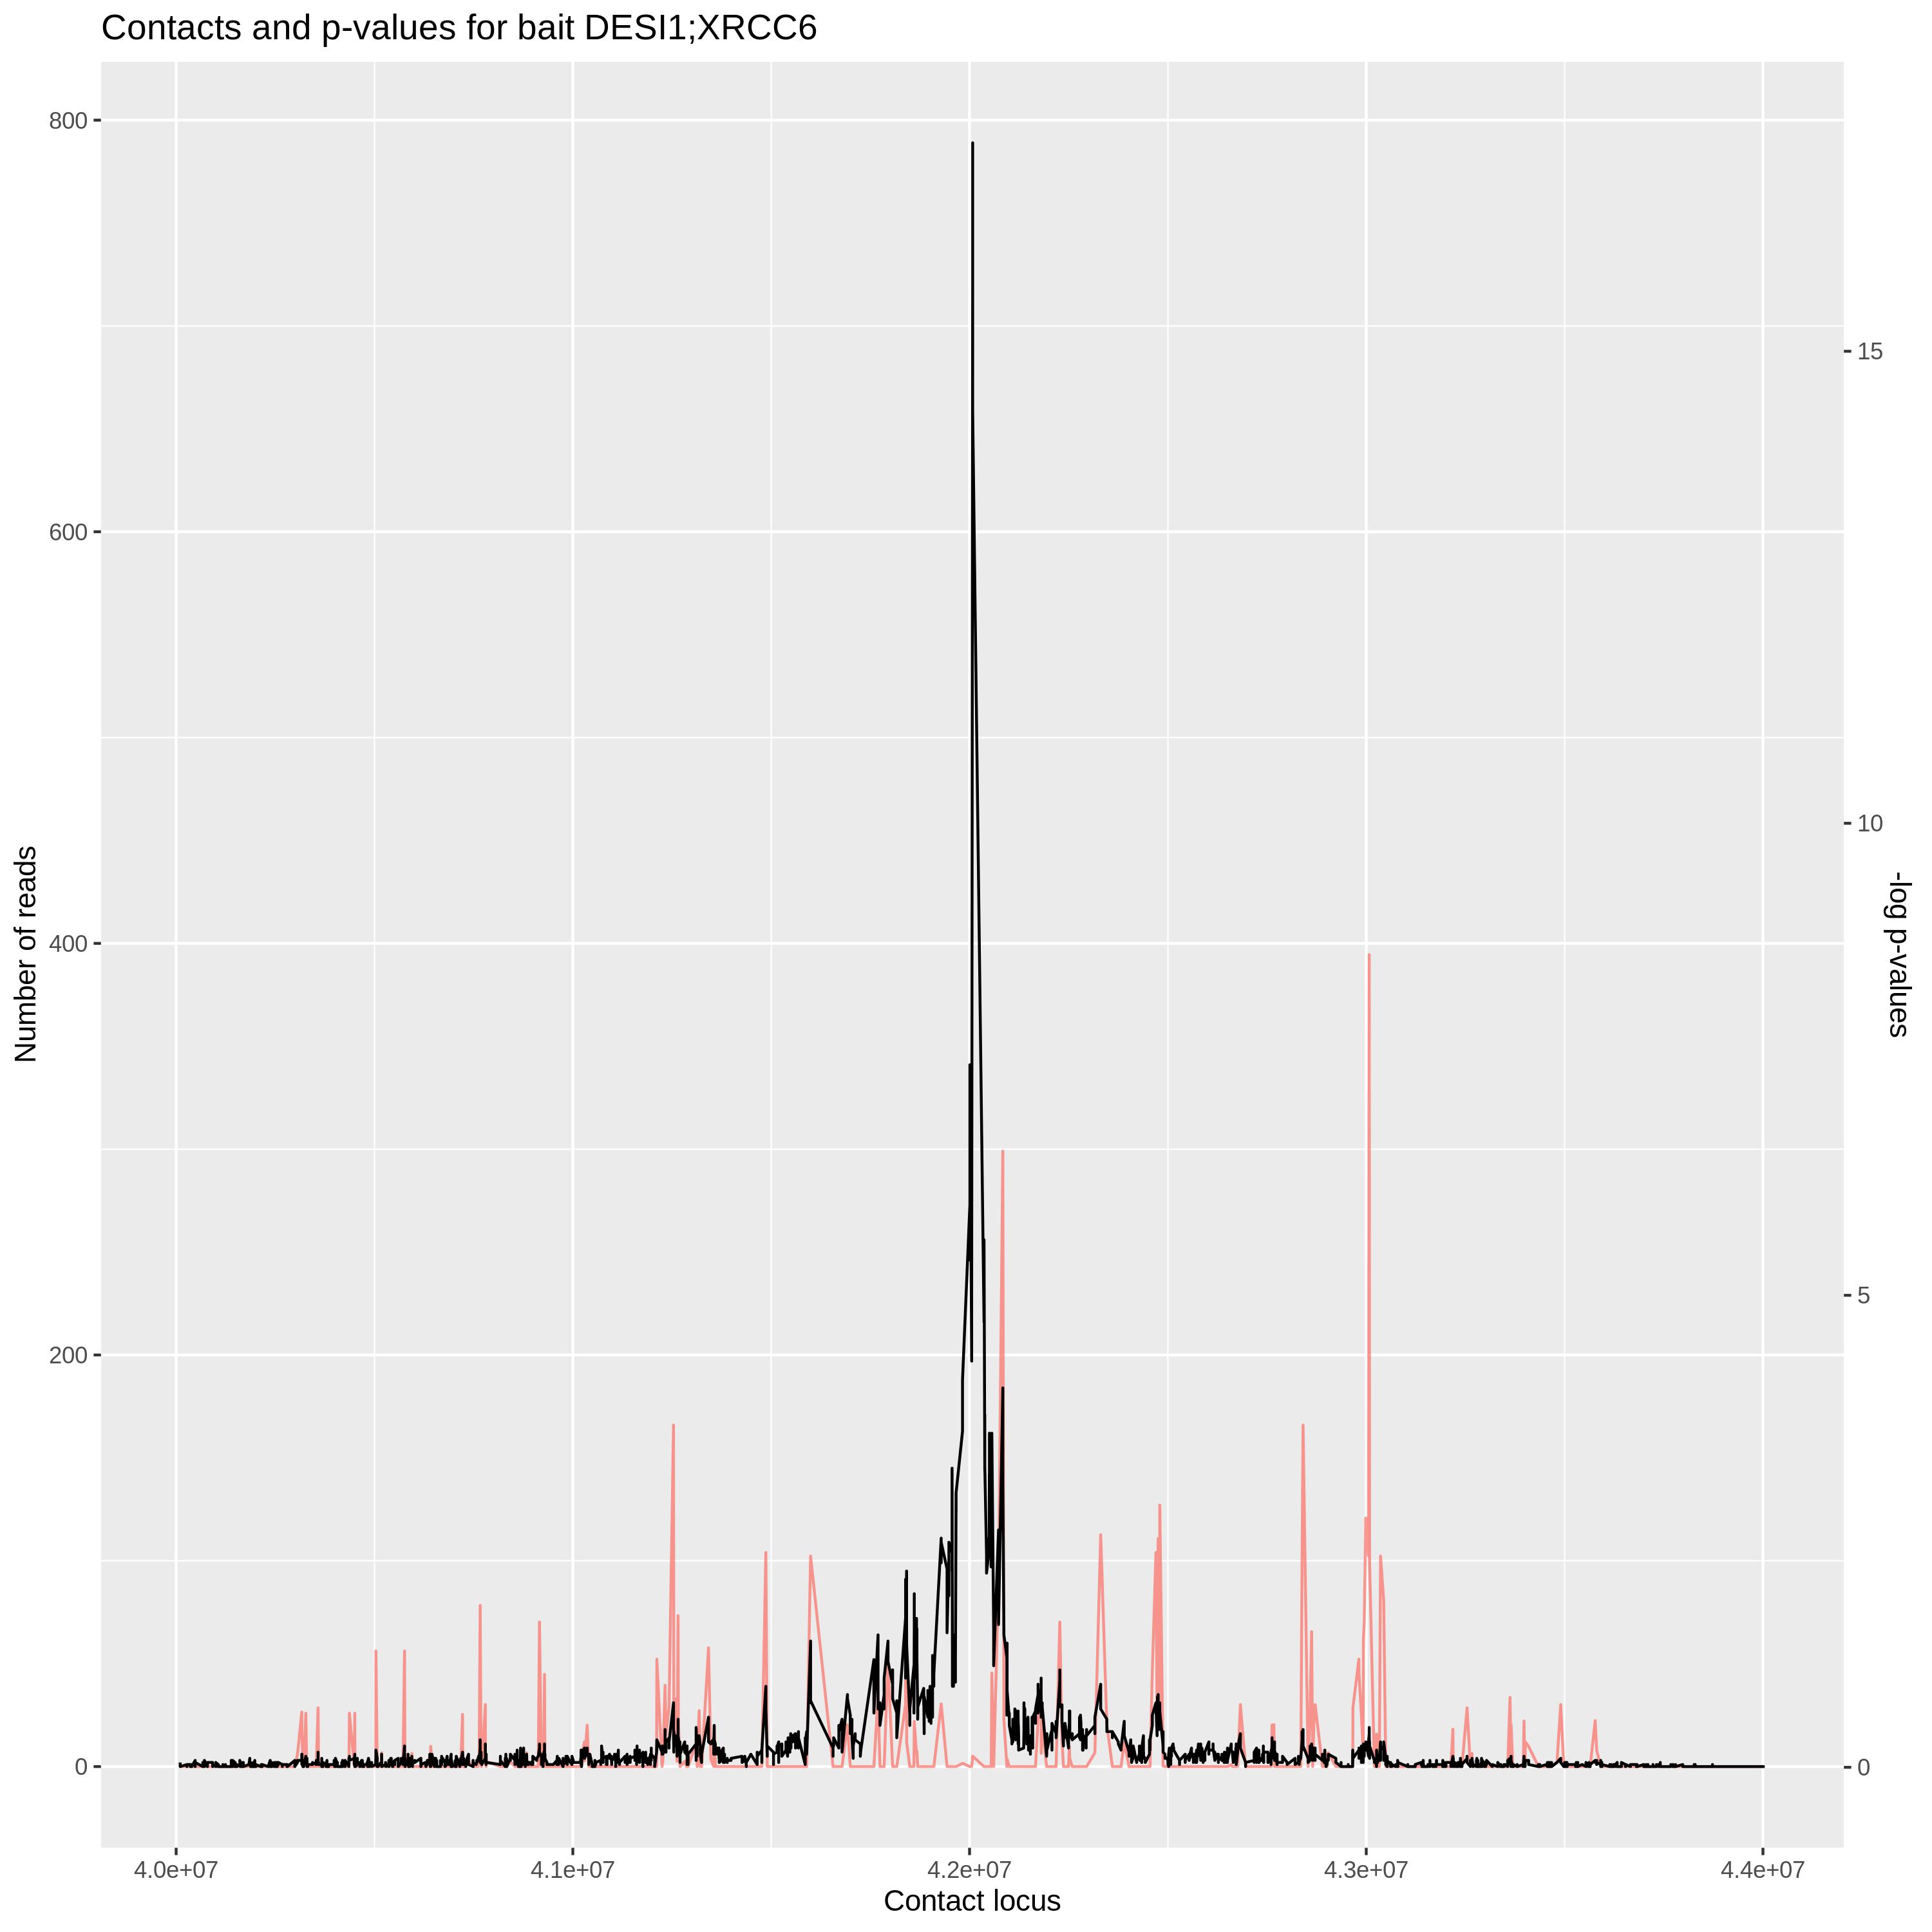 Contacts and p-values for bait DESI1;XRCC6
800
600
400
200
0
Number of reads
15
10
5
0
-log p-values
4.0e+07
4.1e+07
4.2e+07
4.3e+07
4.4e+07
Contact locus